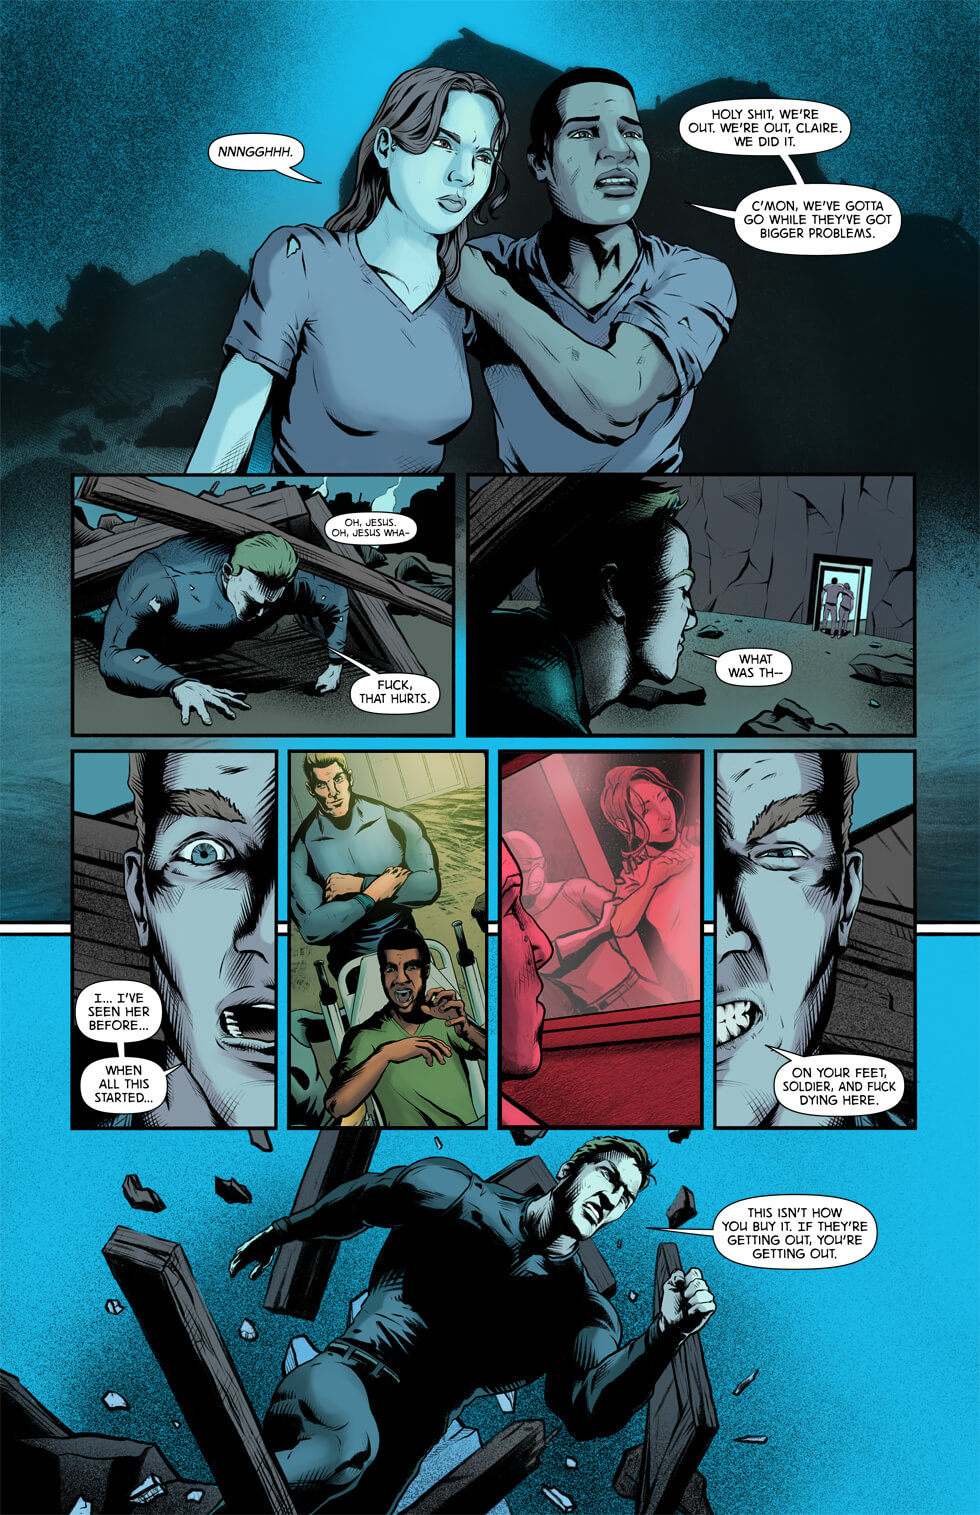 NNNGGHHH.
HOLY SHIT, WE'RE
OUT. WE'RE OUT, CLAIRE.
WE DID IT.
C'MON, WE'VE GOTTA
GO WHILE THEY'VE GOT
BIGGER PROBLEMS.
OH, JESUS.
OH, JESUS WHA-
FUCK,
THAT HURTS.
WHAT
WAS TH--
I... I'VE
SEEN HER
BEFORE...
WHEN
ALL THIS
STARTED...
ON YOUR FEET,
SOLDIER, AND FUCK
DYING HERE.
THIS ISN'T HOW
YOU BUY IT. IF THEY'RE
GETTING OUT, YOU'RE
GETTING OUT.